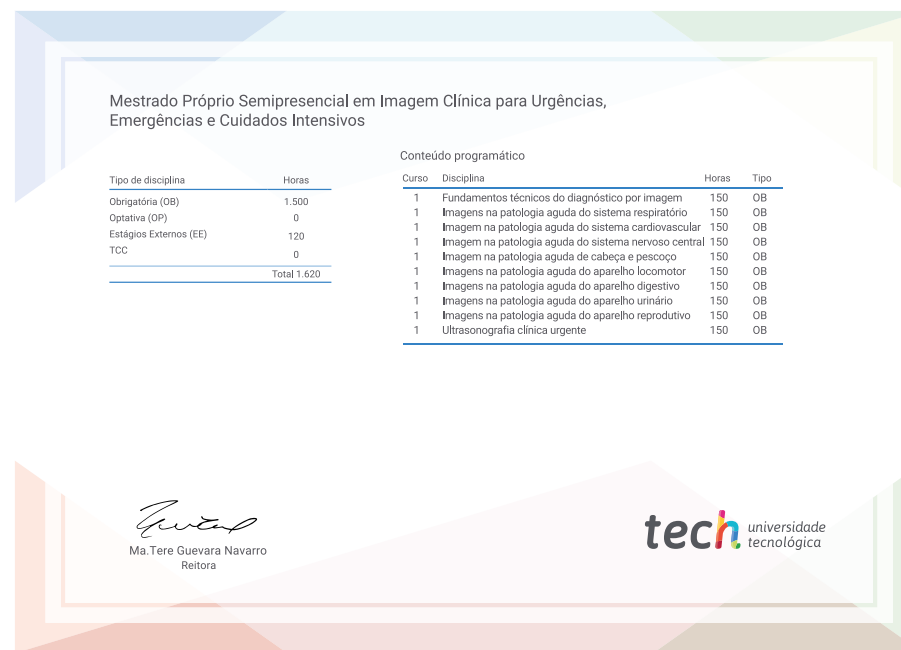 Mestrado Próprio Semipresencial em Imagem Clínica para Urgências,
Emergências e Cuidados Intensivos
Tipo de disciplina Horas
Obrigatória (OB) 1.500
Optativa (OP) 0
Estágios Externos (EE) 120
TCC 0
Total 1.620
Conteúdo programático
Curso Disciplina Horas Tipo
1 Fundamentos técnicos do diagnóstico por imagem 150 OB
1 Imagens na patologia aguda do sistema respiratório 150 OB
1 Imagem na patologia aguda do sistema cardiovascular 150 OB
1 Imagem na patologia aguda do sistema nervoso central 150 OB
1 Imagem na patologia aguda de cabeça e pescoço 150 OB
1 Imagens na patologia aguda do aparelho locomotor 150 OB
1 Imagens na patologia aguda do aparelho digestivo 150 OB
1 Imagens na patologia aguda do aparelho urinário 150 OB
1 Imagens na patologia aguda do aparelho reprodutivo 150 OB
1 Ultrasonografia clínica urgente 150 OB
Ma.Tere Guevara Navarro
Reitora
tech universidade
tecnológica